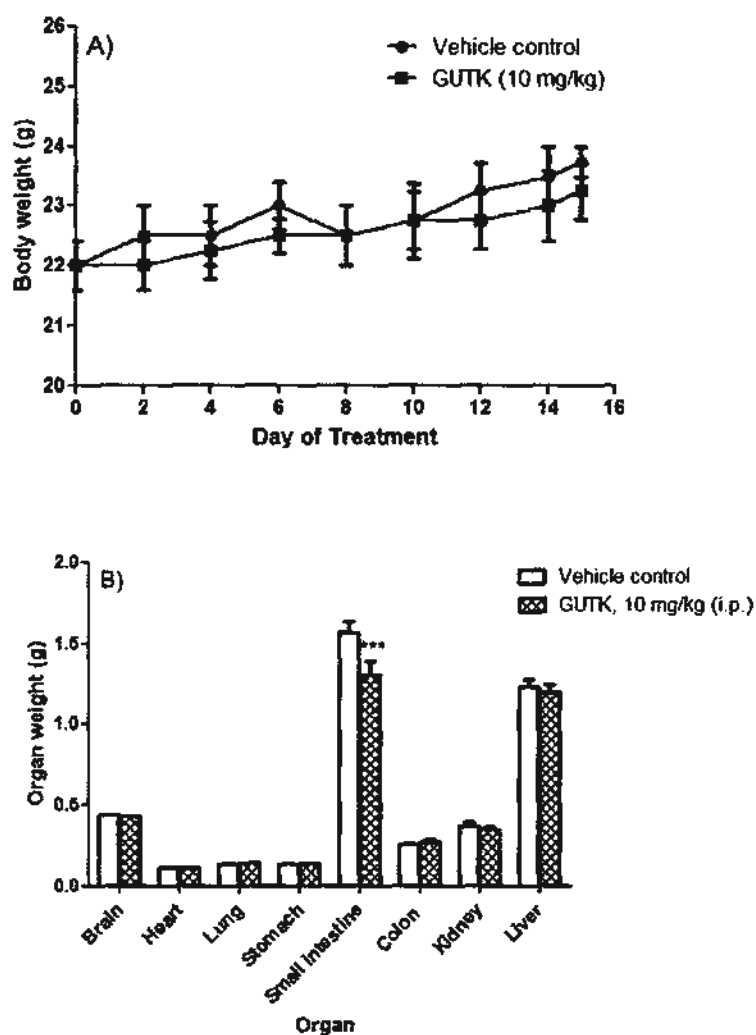 A)
Vehicle control
GUTK (10 mg/kg)
Body weight (g)
26
25
24
23
22
21
20
0 2 4 6 8 10 12 14 16
Day of Treatment
B)
Vehicle control
GUTK, 10 mg/kg (i.p.)
Organ weight (g)
2.0
1.5
1.0
0.5
0.0
***
Brain
Heart
Lung
Stomach
Small intestine
Colon
Kidney
Liver
Organ